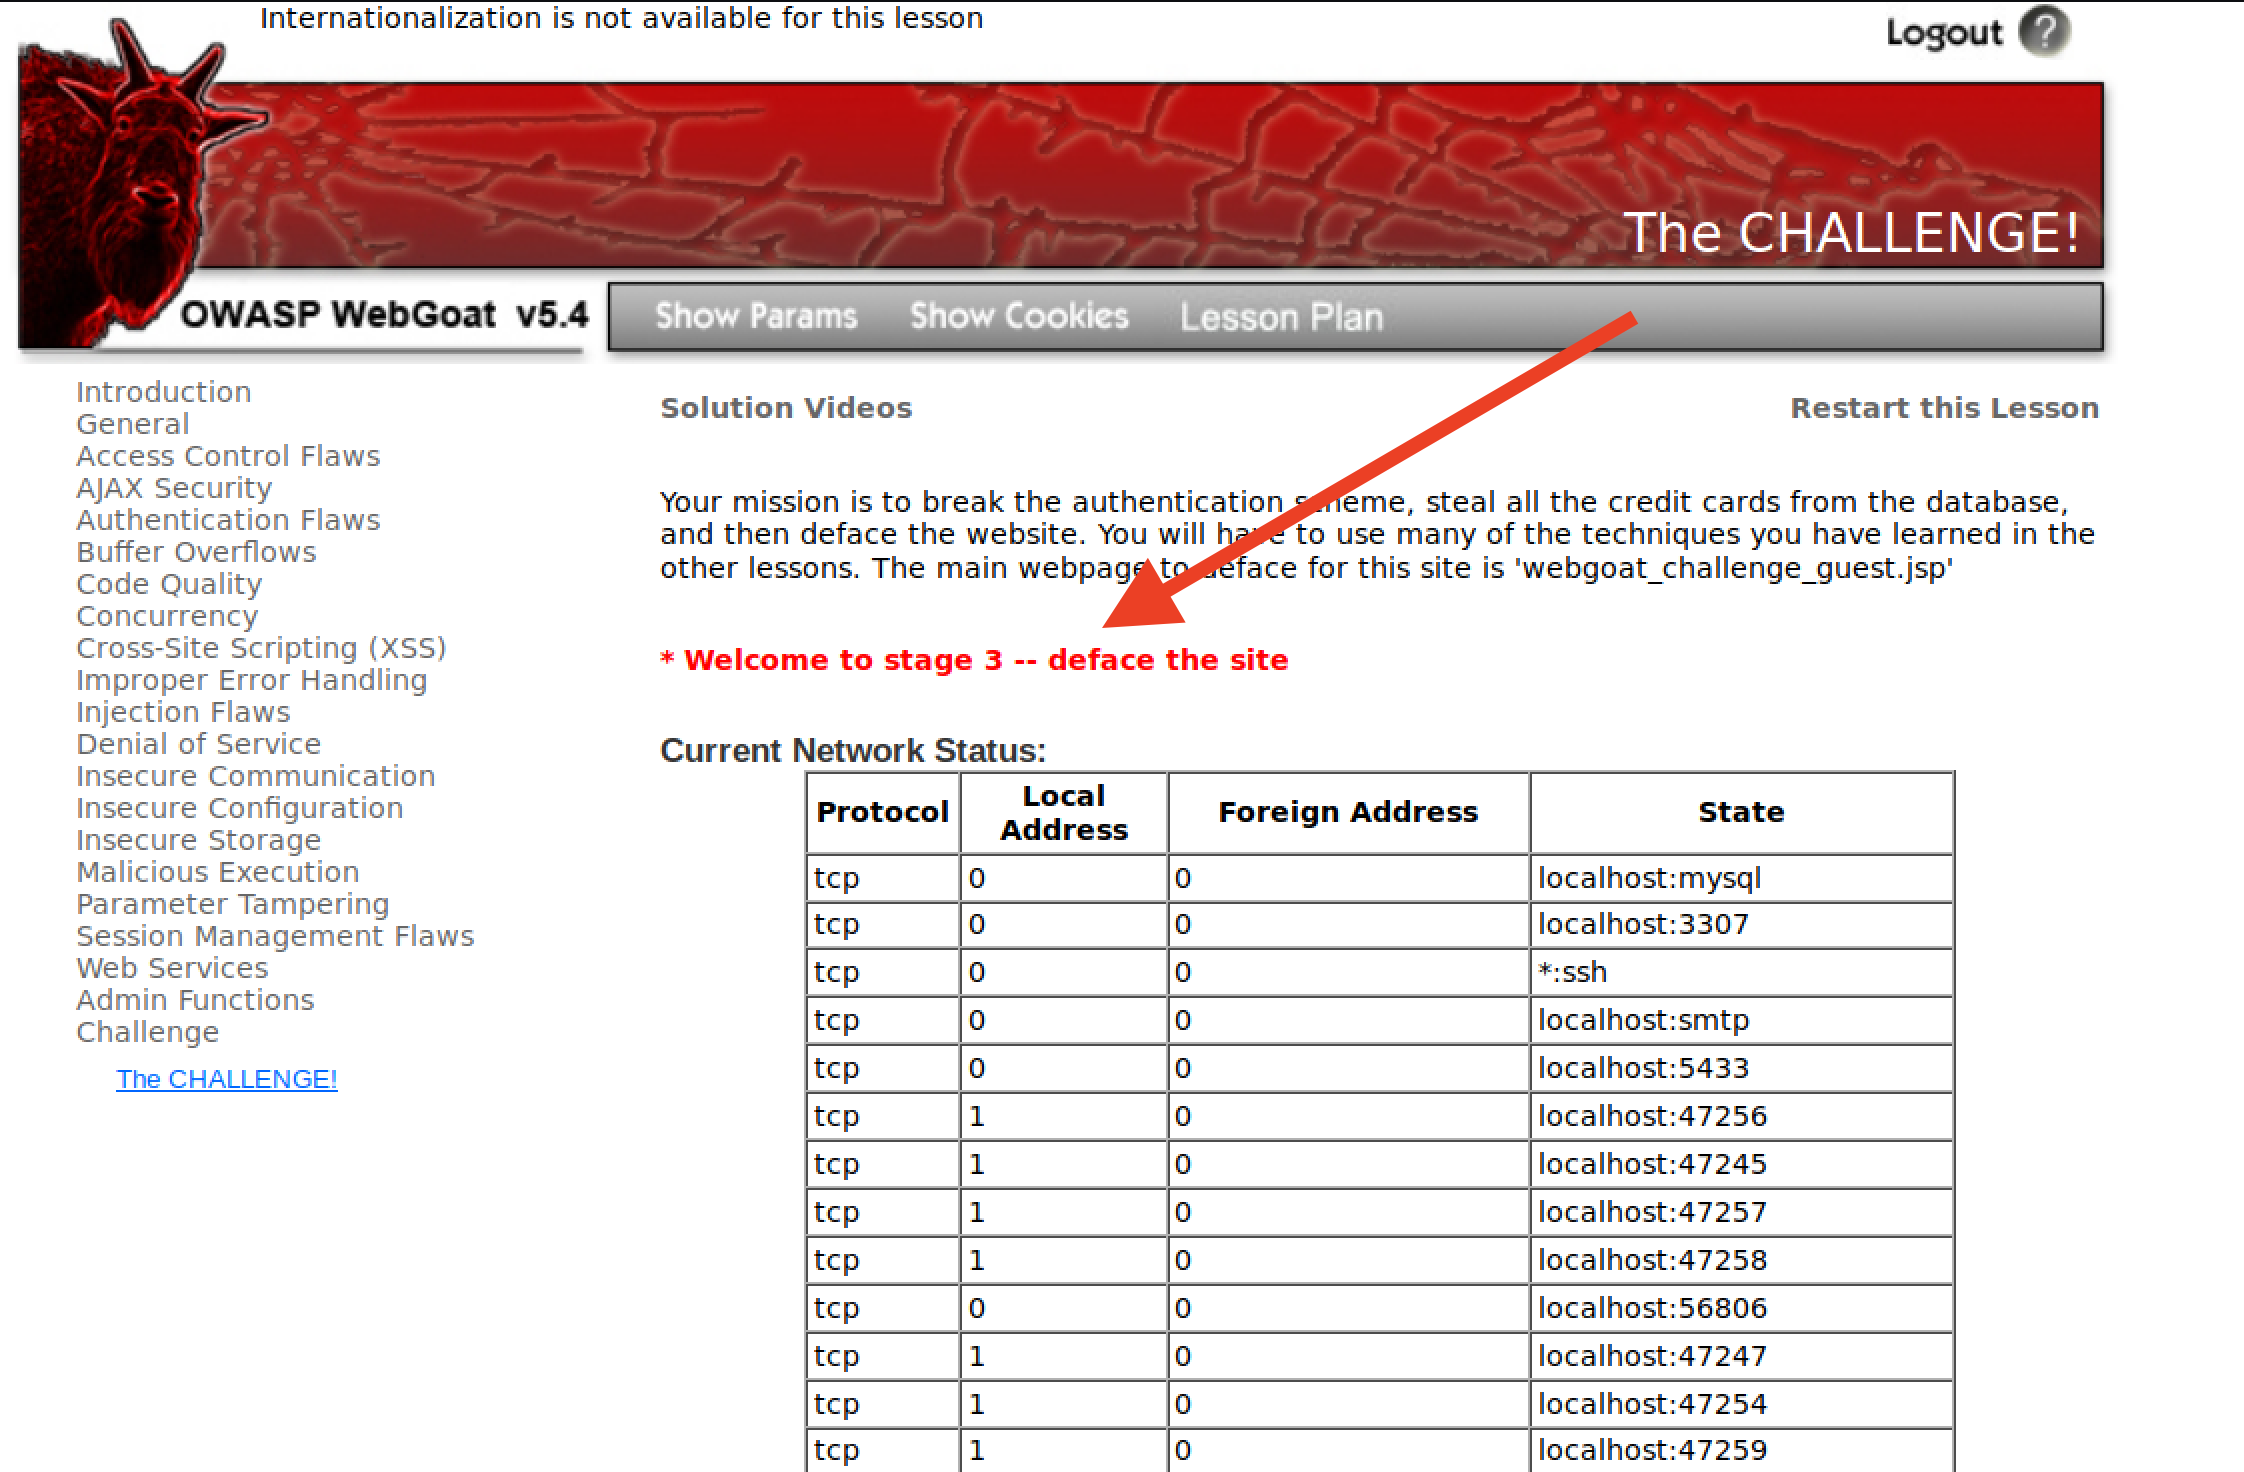 Internationalization is not available for this lesson
Logout ?
The CHALLENGE!
OWASP WebGoat v5.4
Show Params Show Cookies Lesson Plan
Introduction
General
Access Control Flaws
AJAX Security
Authentication Flaws
Buffer Overflows
Code Quality
Concurrency
Cross-Site Scripting (XSS)
Improper Error Handling
Injection Flaws
Denial of Service
Insecure Communication
Insecure Configuration
Insecure Storage
Malicious Execution
Parameter Tampering
Session Management Flaws
Web Services
Admin Functions
Challenge
The CHALLENGE!
Solution Videos Restart this Lesson
Your mission is to break the authentication scheme, steal all the credit cards from the database,
and then deface the website. You will have to use many of the techniques you have learned in the
other lessons. The main webpage to deface for this site is 'webgoat_challenge_guest.jsp'
* Welcome to stage 3 -- deface the site
Current Network Status:
Protocol Local Address Foreign Address State
tcp 0 0 localhost:mysql
tcp 0 0 localhost:3307
tcp 0 0 *:ssh
tcp 0 0 localhost:smtp
tcp 0 0 localhost:5433
tcp 1 0 localhost:47256
tcp 1 0 localhost:47245
tcp 1 0 localhost:47257
tcp 1 0 localhost:47258
tcp 0 0 localhost:56806
tcp 1 0 localhost:47247
tcp 1 0 localhost:47254
tcp 1 0 localhost:47259